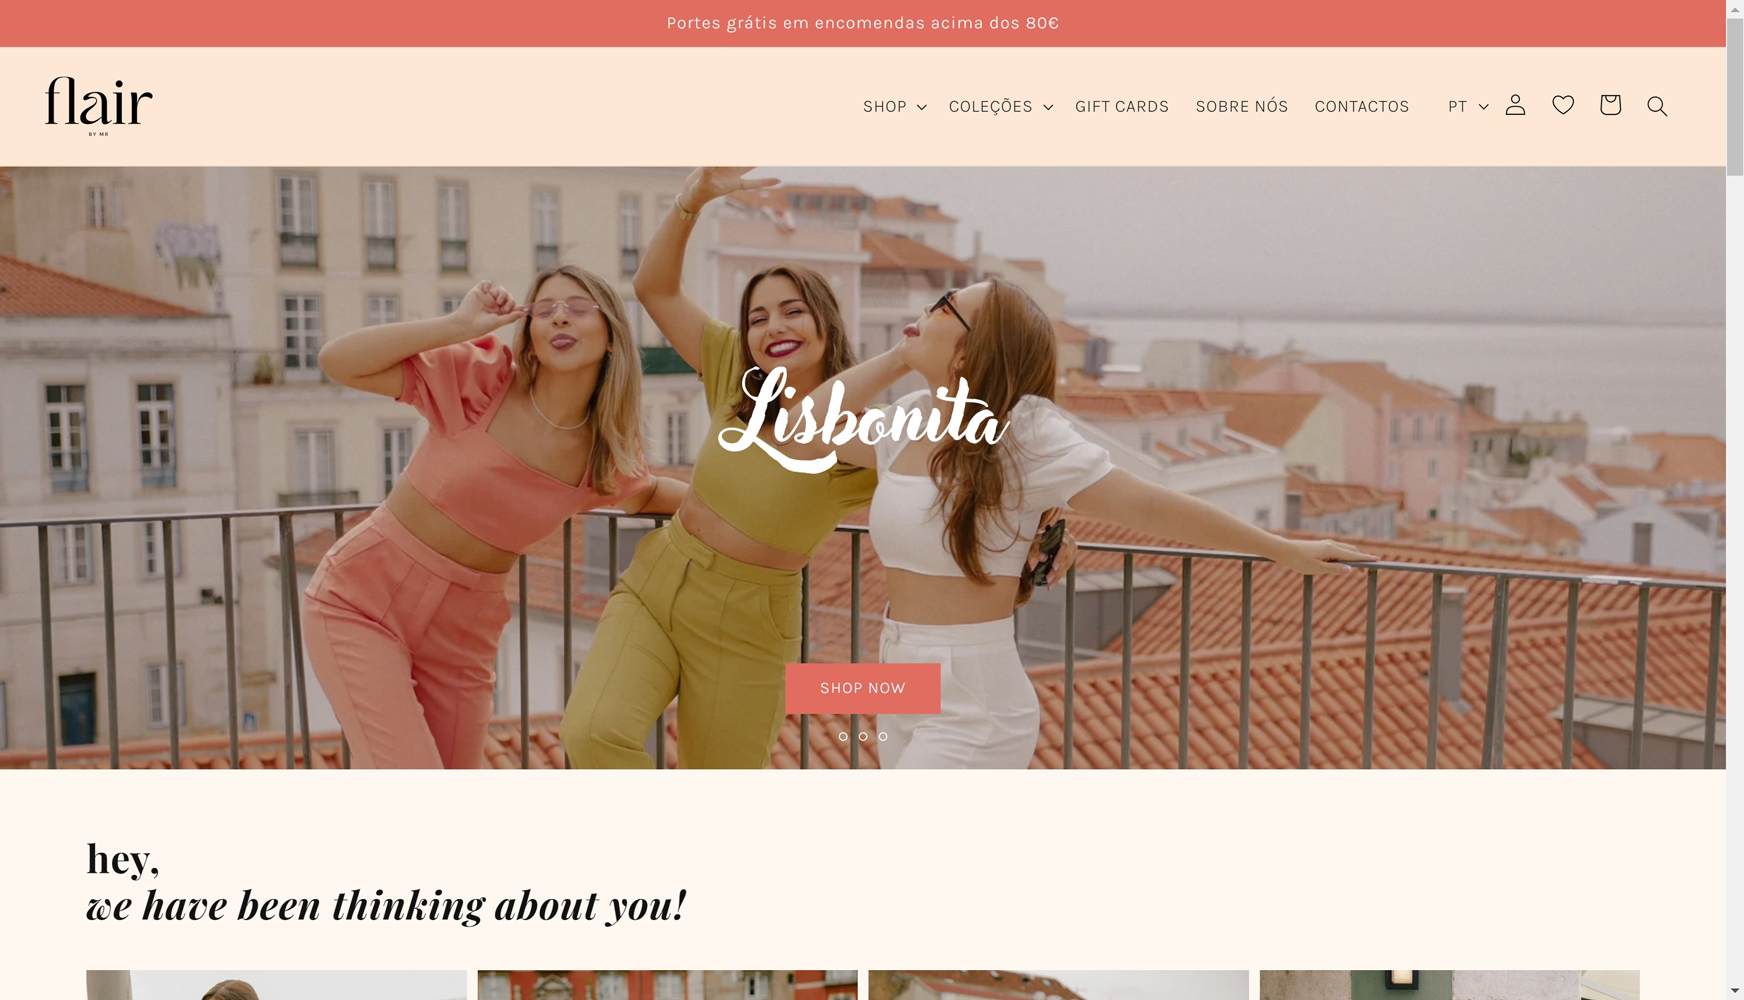 Portes grátis em encomendas acima dos 80€
flair
BY MR
SHOP
COLEÇÕES
GIFT CARDS
SOBRE NÓS
CONTACTOS
PT
Lisbonita
SHOP NOW
hey,
we have been thinking about you!